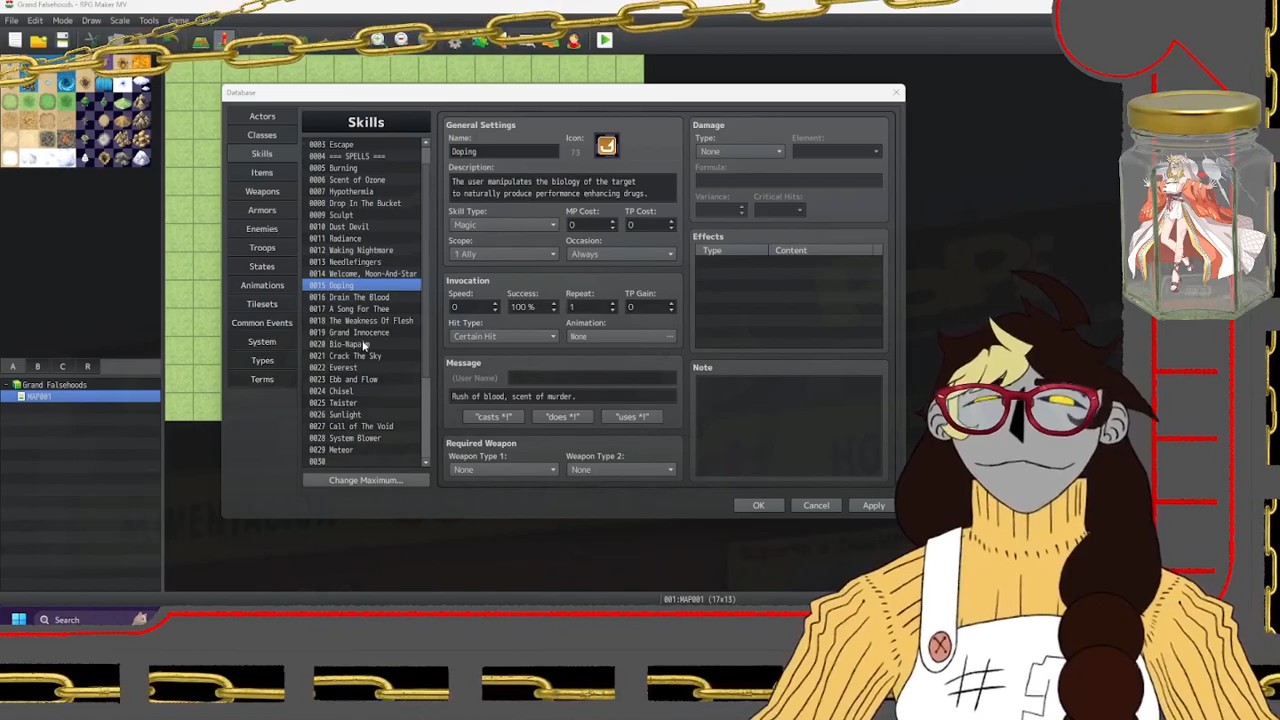 Grand Falsehoods - RPG Maker MV
File Edit Mode Draw Scale Tools Game
Database
Actors
Classes
Skills
Items
Weapons
Armors
Enemies
Troops
States
Animations
Tilesets
Common Events
System
Types
Terms
Skills
0003 Escape
0004 === SPELLS ===
0005 Burning
0006 Scent of Ozone
0007 Hypothermia
0008 Drop In The Bucket
0009 Sculpt
0010 Dust Devil
0011 Radiance
0012 Waking Nightmare
0013 Needlefingers
0014 Welcome, Moon-And-Star
0015 Doping
0016 Drain The Blood
0017 A Song For Thee
0018 The Weakness Of Flesh
0019 Grand Innocence
0020 Bio-Napalm
0021 Crack The Sky
0022 Everest
0023 Ebb and Flow
0024 Chisel
0025 Twister
0026 Sunlight
0027 Call of The Void
0028 System Blower
0029 Meteor
0030
Change Maximum...
General Settings
Name:
Icon:
Doping
73
Description:
The user manipulates the biology of the target
to naturally produce performance enhancing drugs.
Skill Type:
MP Cost:
TP Cost:
Magic
0
0
Scope:
Occasion:
1 Ally
Always
Invocation
Speed:
Success:
Repeat:
TP Gain:
0
100 %
1
0
Hit Type:
Animation:
Certain Hit
None
...
Message
(User Name)
Rush of blood, scent of murder.
"casts *!"
"does *!"
"uses *!"
Required Weapon
Weapon Type 1:
Weapon Type 2:
None
None
Damage
Type:
Element:
None
Formula:
Variance:
Critical Hits:
Effects
Type
Content
Note
OK
Cancel
Apply
A B C R
Grand Falsehoods
MAP001
001:MAP001 (17x13)
Search